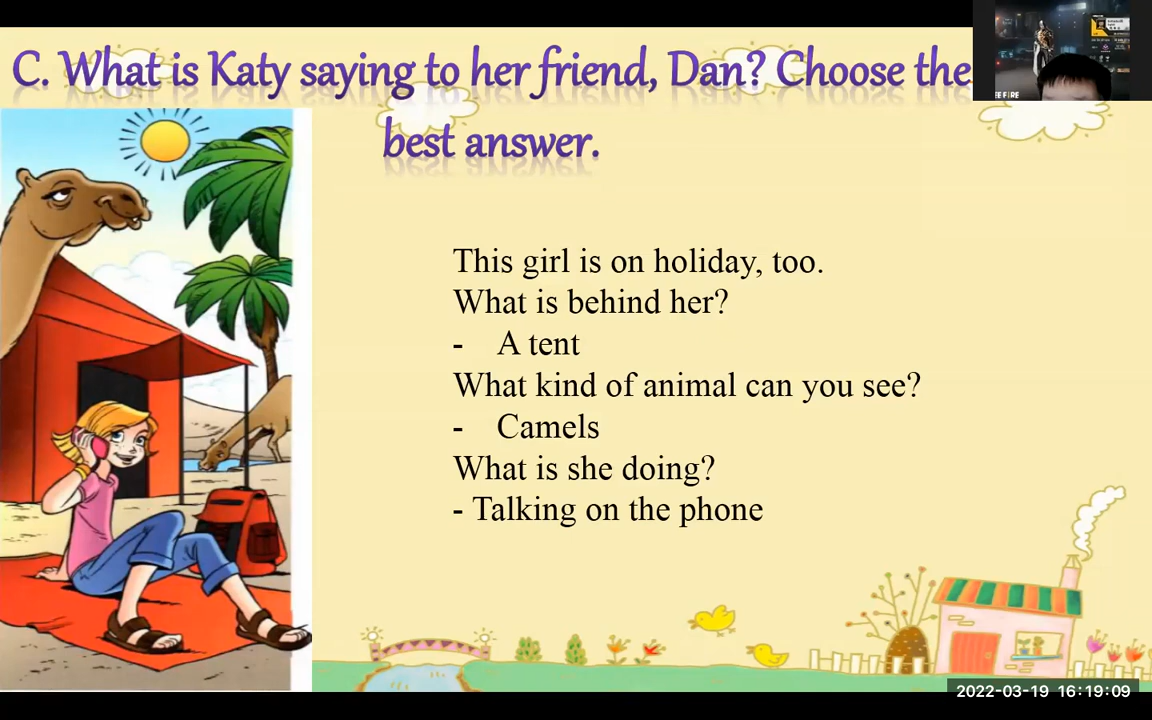 C. What is Katy saying to her friend, Dan? Choose the
best answer.
This girl is on holiday, too.
What is behind her?
- A tent
What kind of animal can you see?
- Camels
What is she doing?
- Talking on the phone
EE FIRE
2022-03-19 16:19:09